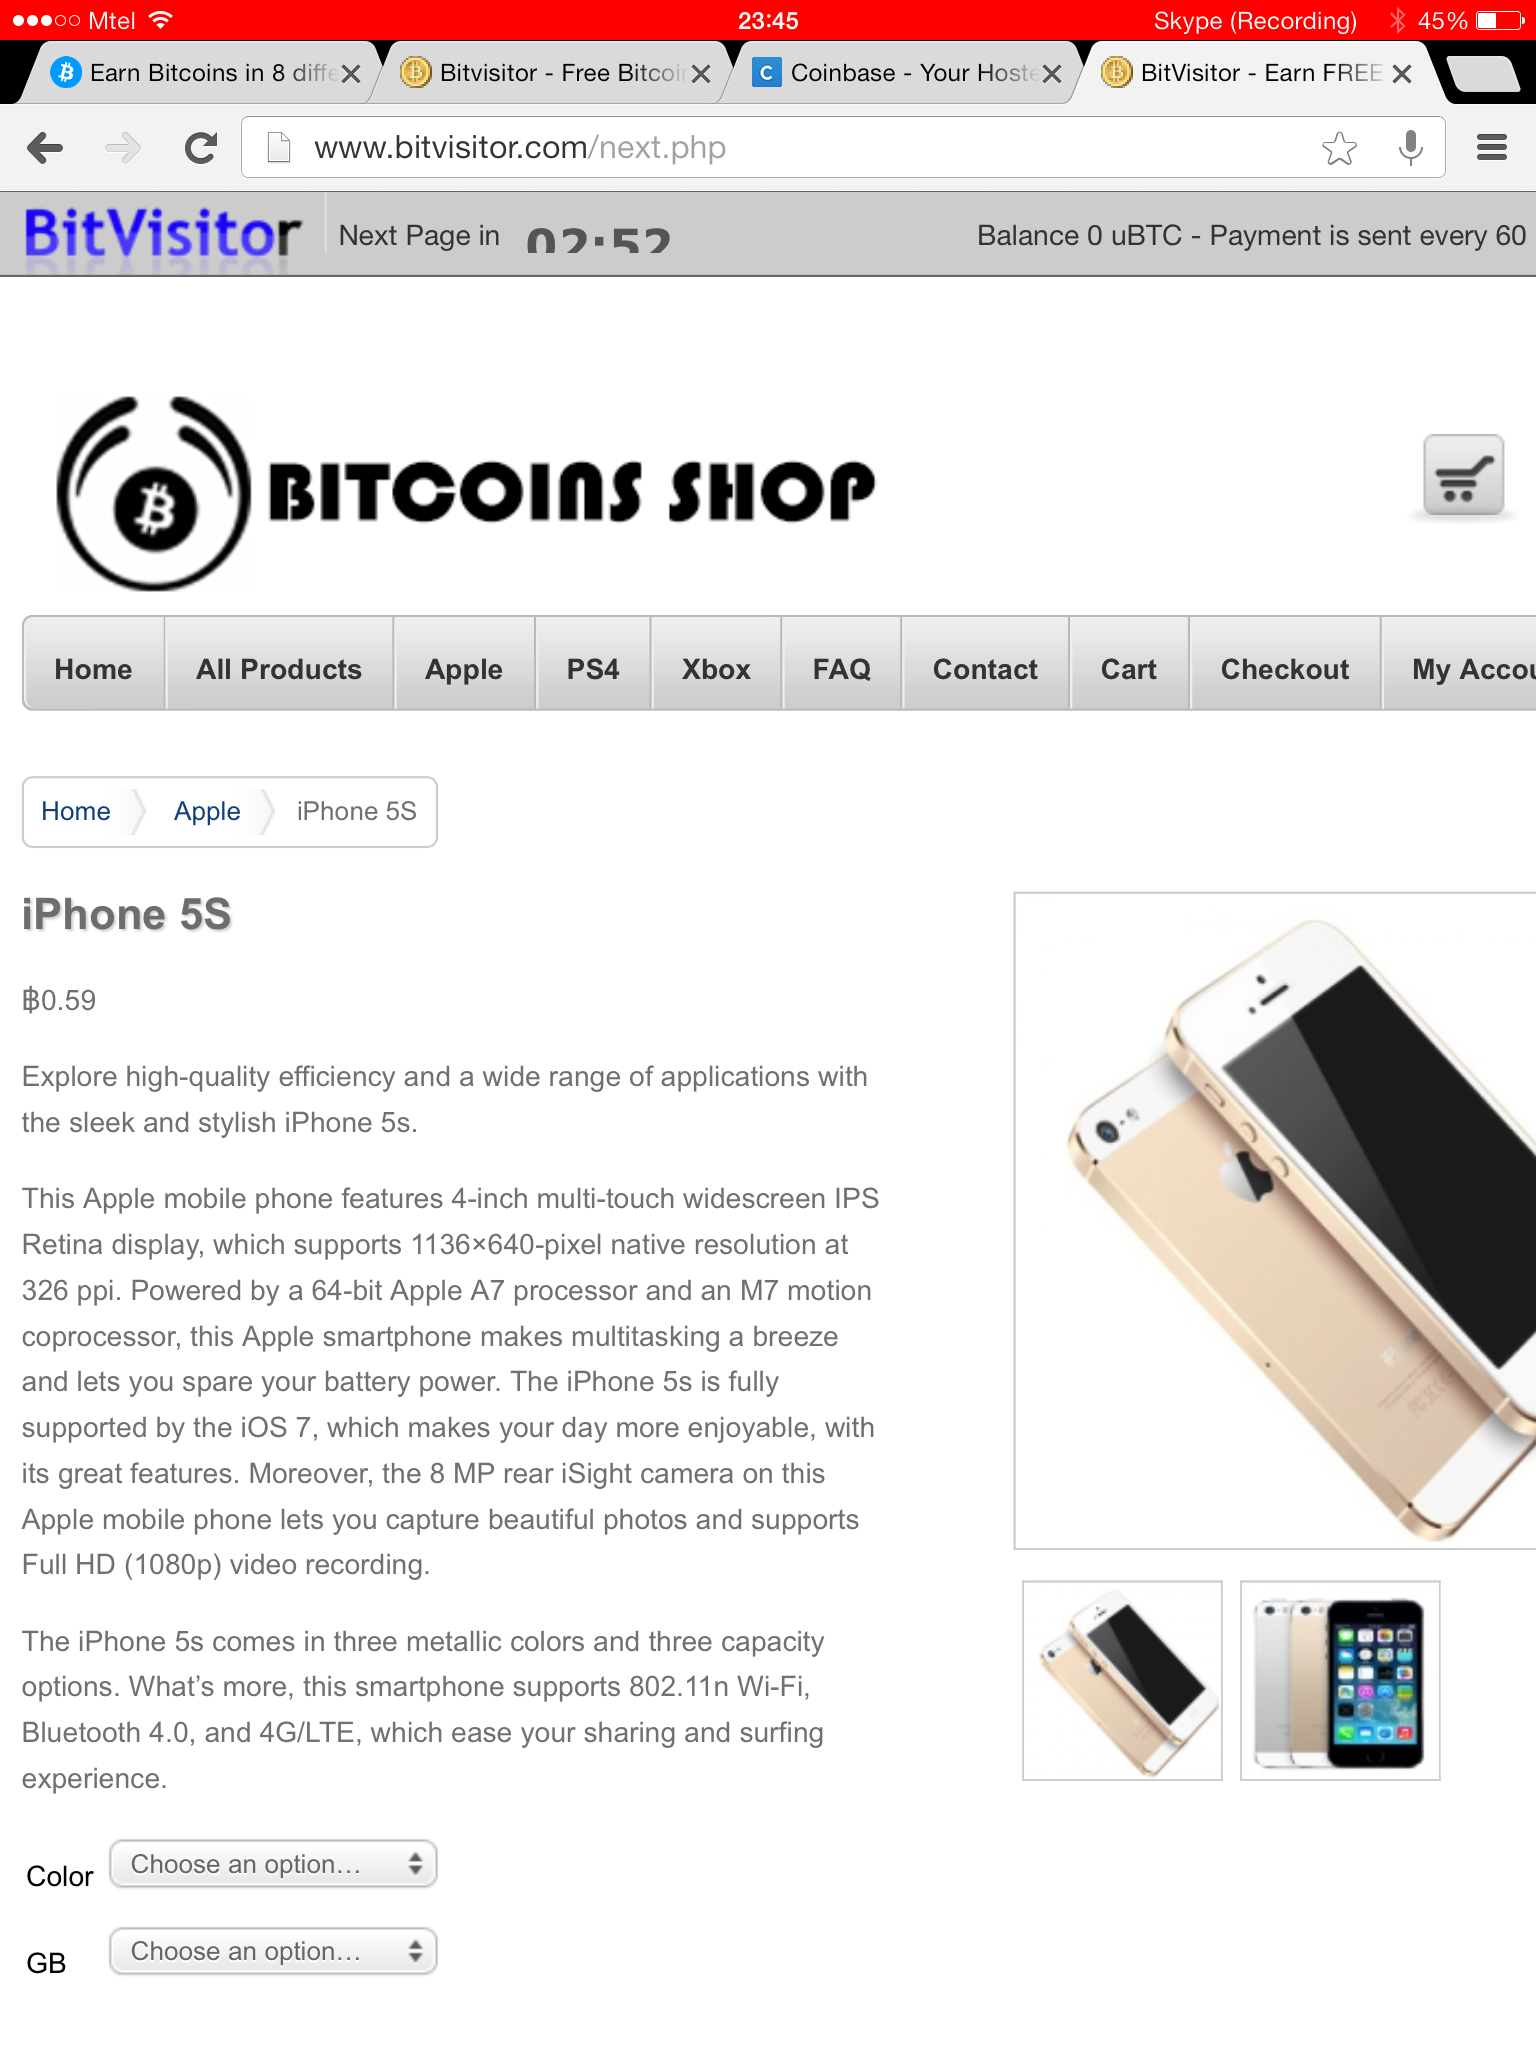 Mtel 23:45 Skype (Recording) 45%
Earn Bitcoins in 8 diffe Bitvisitor - Free Bitcoin Coinbase - Your Hoste BitVisitor - Earn FREE
www.bitvisitor.com/next.php
BitVisitor Next Page in 02:52 Balance 0 uBTC - Payment is sent every 60
BITCOINS SHOP
Home All Products Apple PS4 Xbox FAQ Contact Cart Checkout My Accou
Home Apple iPhone 5S
iPhone 5S
฿0.59
Explore high-quality efficiency and a wide range of applications with
the sleek and stylish iPhone 5s.
This Apple mobile phone features 4-inch multi-touch widescreen IPS
Retina display, which supports 1136×640-pixel native resolution at
326 ppi. Powered by a 64-bit Apple A7 processor and an M7 motion
coprocessor, this Apple smartphone makes multitasking a breeze
and lets you spare your battery power. The iPhone 5s is fully
supported by the iOS 7, which makes your day more enjoyable, with
its great features. Moreover, the 8 MP rear iSight camera on this
Apple mobile phone lets you capture beautiful photos and supports
Full HD (1080p) video recording.
The iPhone 5s comes in three metallic colors and three capacity
options. What’s more, this smartphone supports 802.11n Wi-Fi,
Bluetooth 4.0, and 4G/LTE, which ease your sharing and surfing
experience.
Color Choose an option…
GB Choose an option…